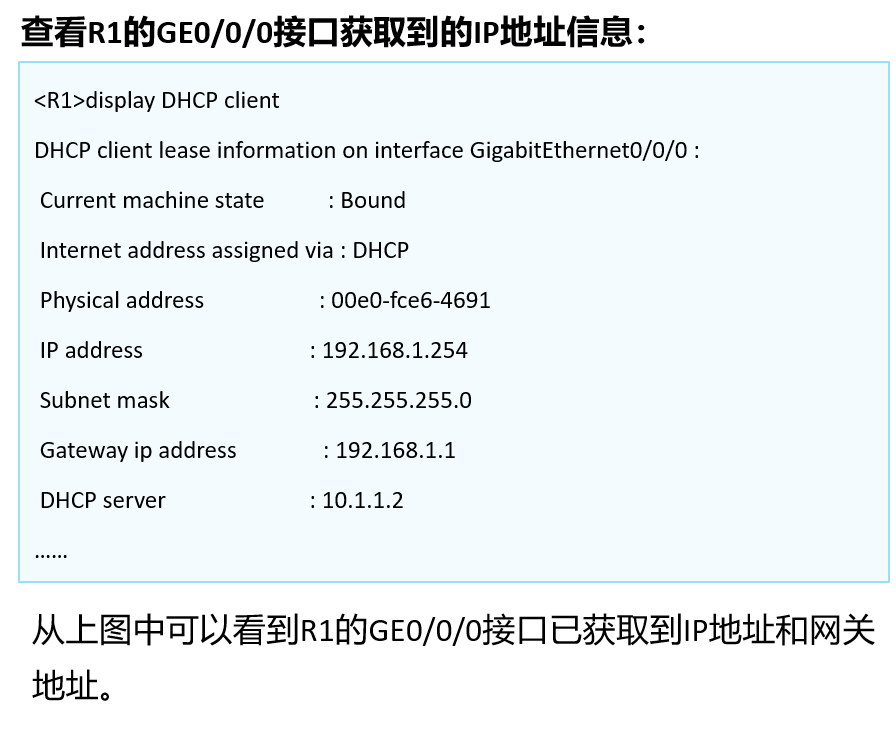 查看R1的GE0/0/0接口获取到的IP地址信息：
<R1>display DHCP client
DHCP client lease information on interface GigabitEthernet0/0/0 :
Current machine state : Bound
Internet address assigned via : DHCP
Physical address : 00e0-fce6-4691
IP address : 192.168.1.254
Subnet mask : 255.255.255.0
Gateway ip address : 192.168.1.1
DHCP server : 10.1.1.2
……
从上图中可以看到R1的GE0/0/0接口已获取到IP地址和网关
地址。